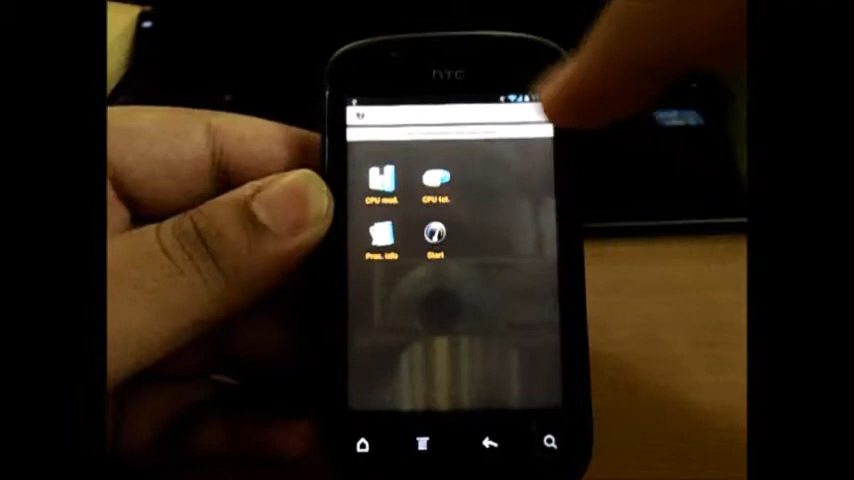 hTC
CPU mod. CPU tst.
Proc. info Start